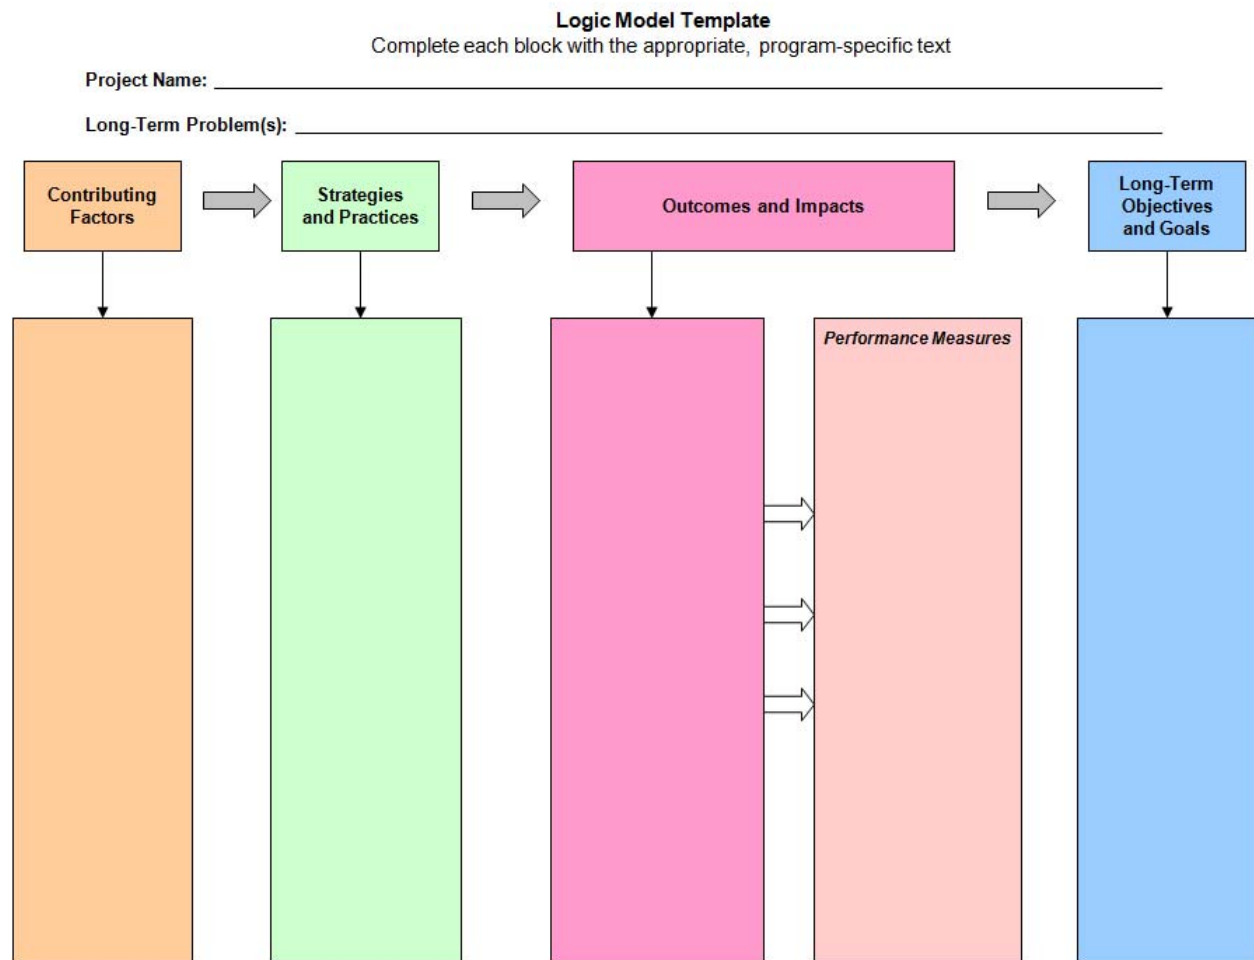 Logic Model Template
Complete each block with the appropriate, program-specific text
Project Name:
Long-Term Problem(s):
Contributing
Factors
Strategies
and Practices
Outcomes and Impacts
Long-Term
Objectives
and Goals
Performance Measures